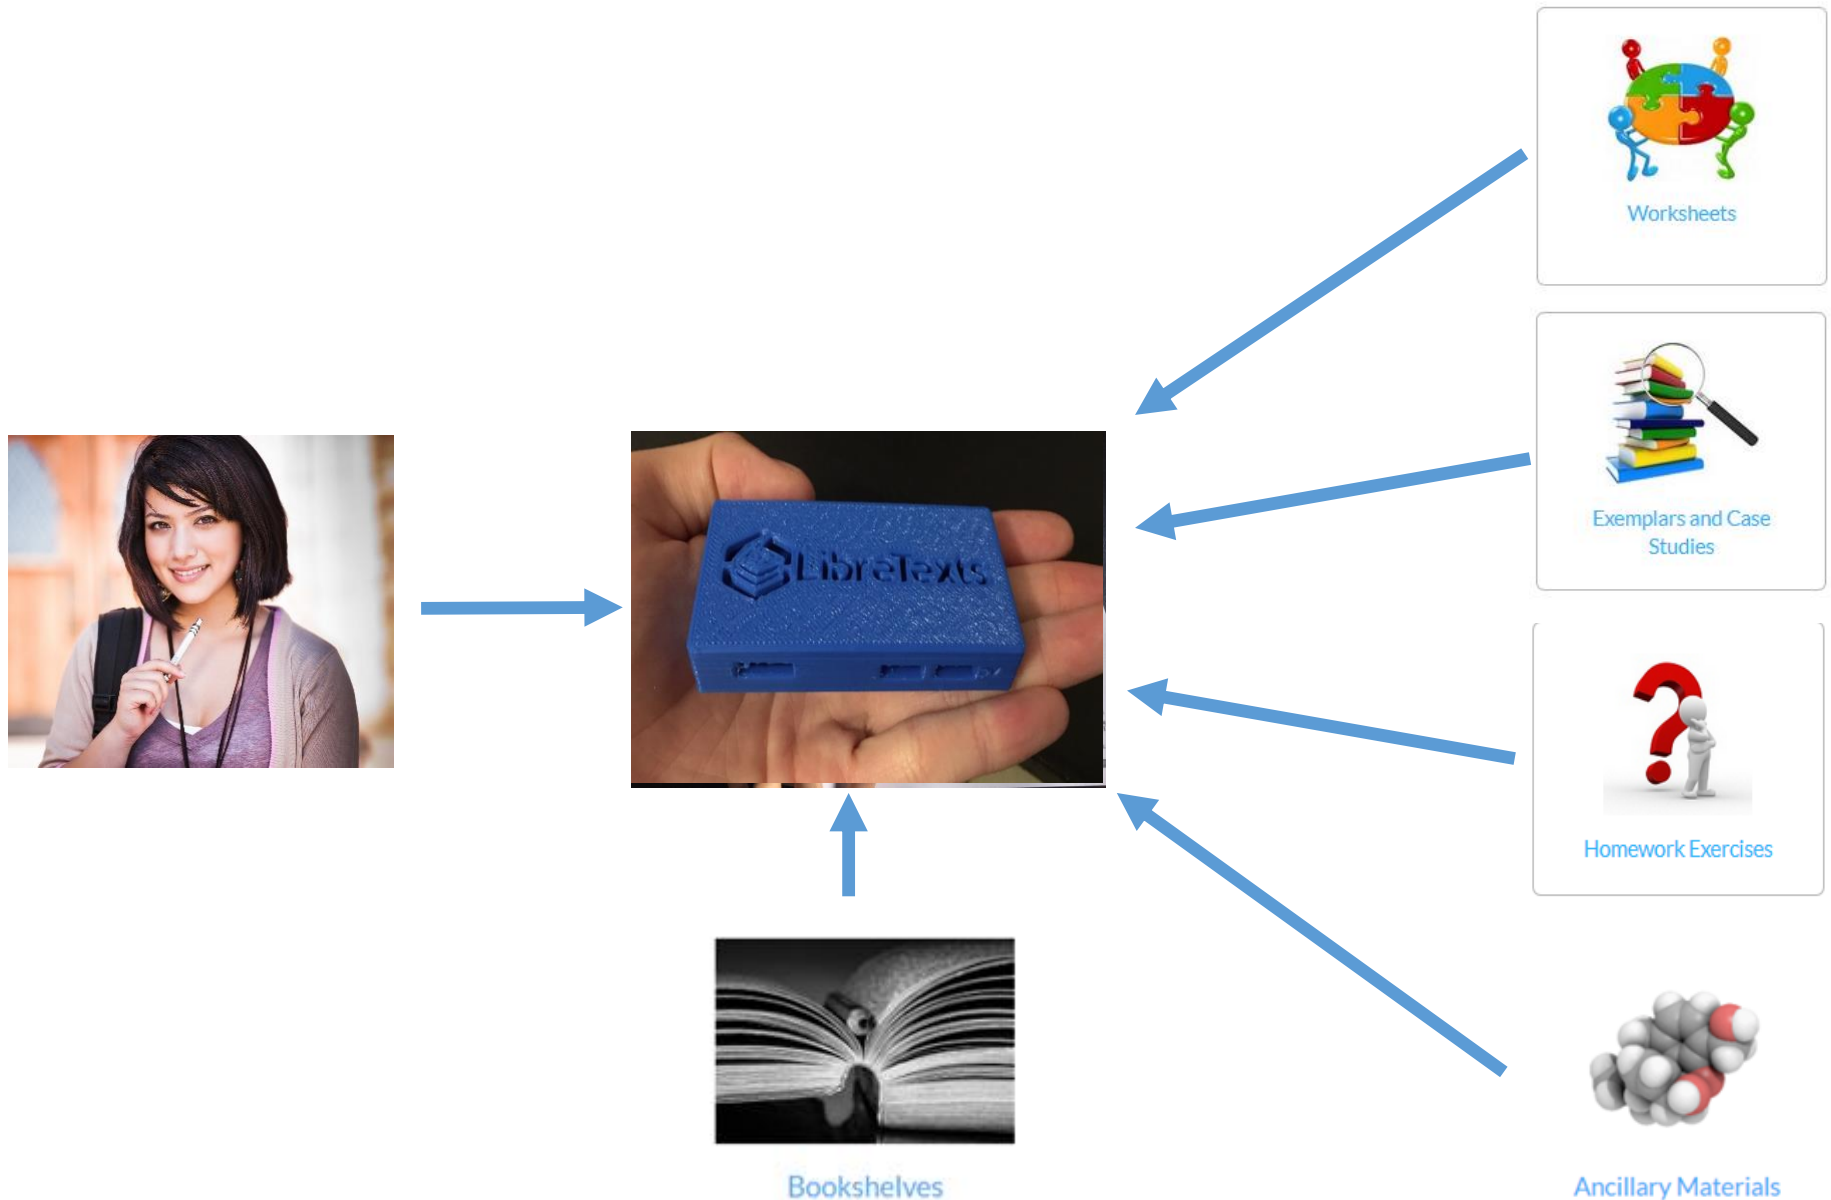 Worksheets
Exemplars and Case
Studies
LibreTexts
Homework Exercises
Bookshelves
Ancillary Materials